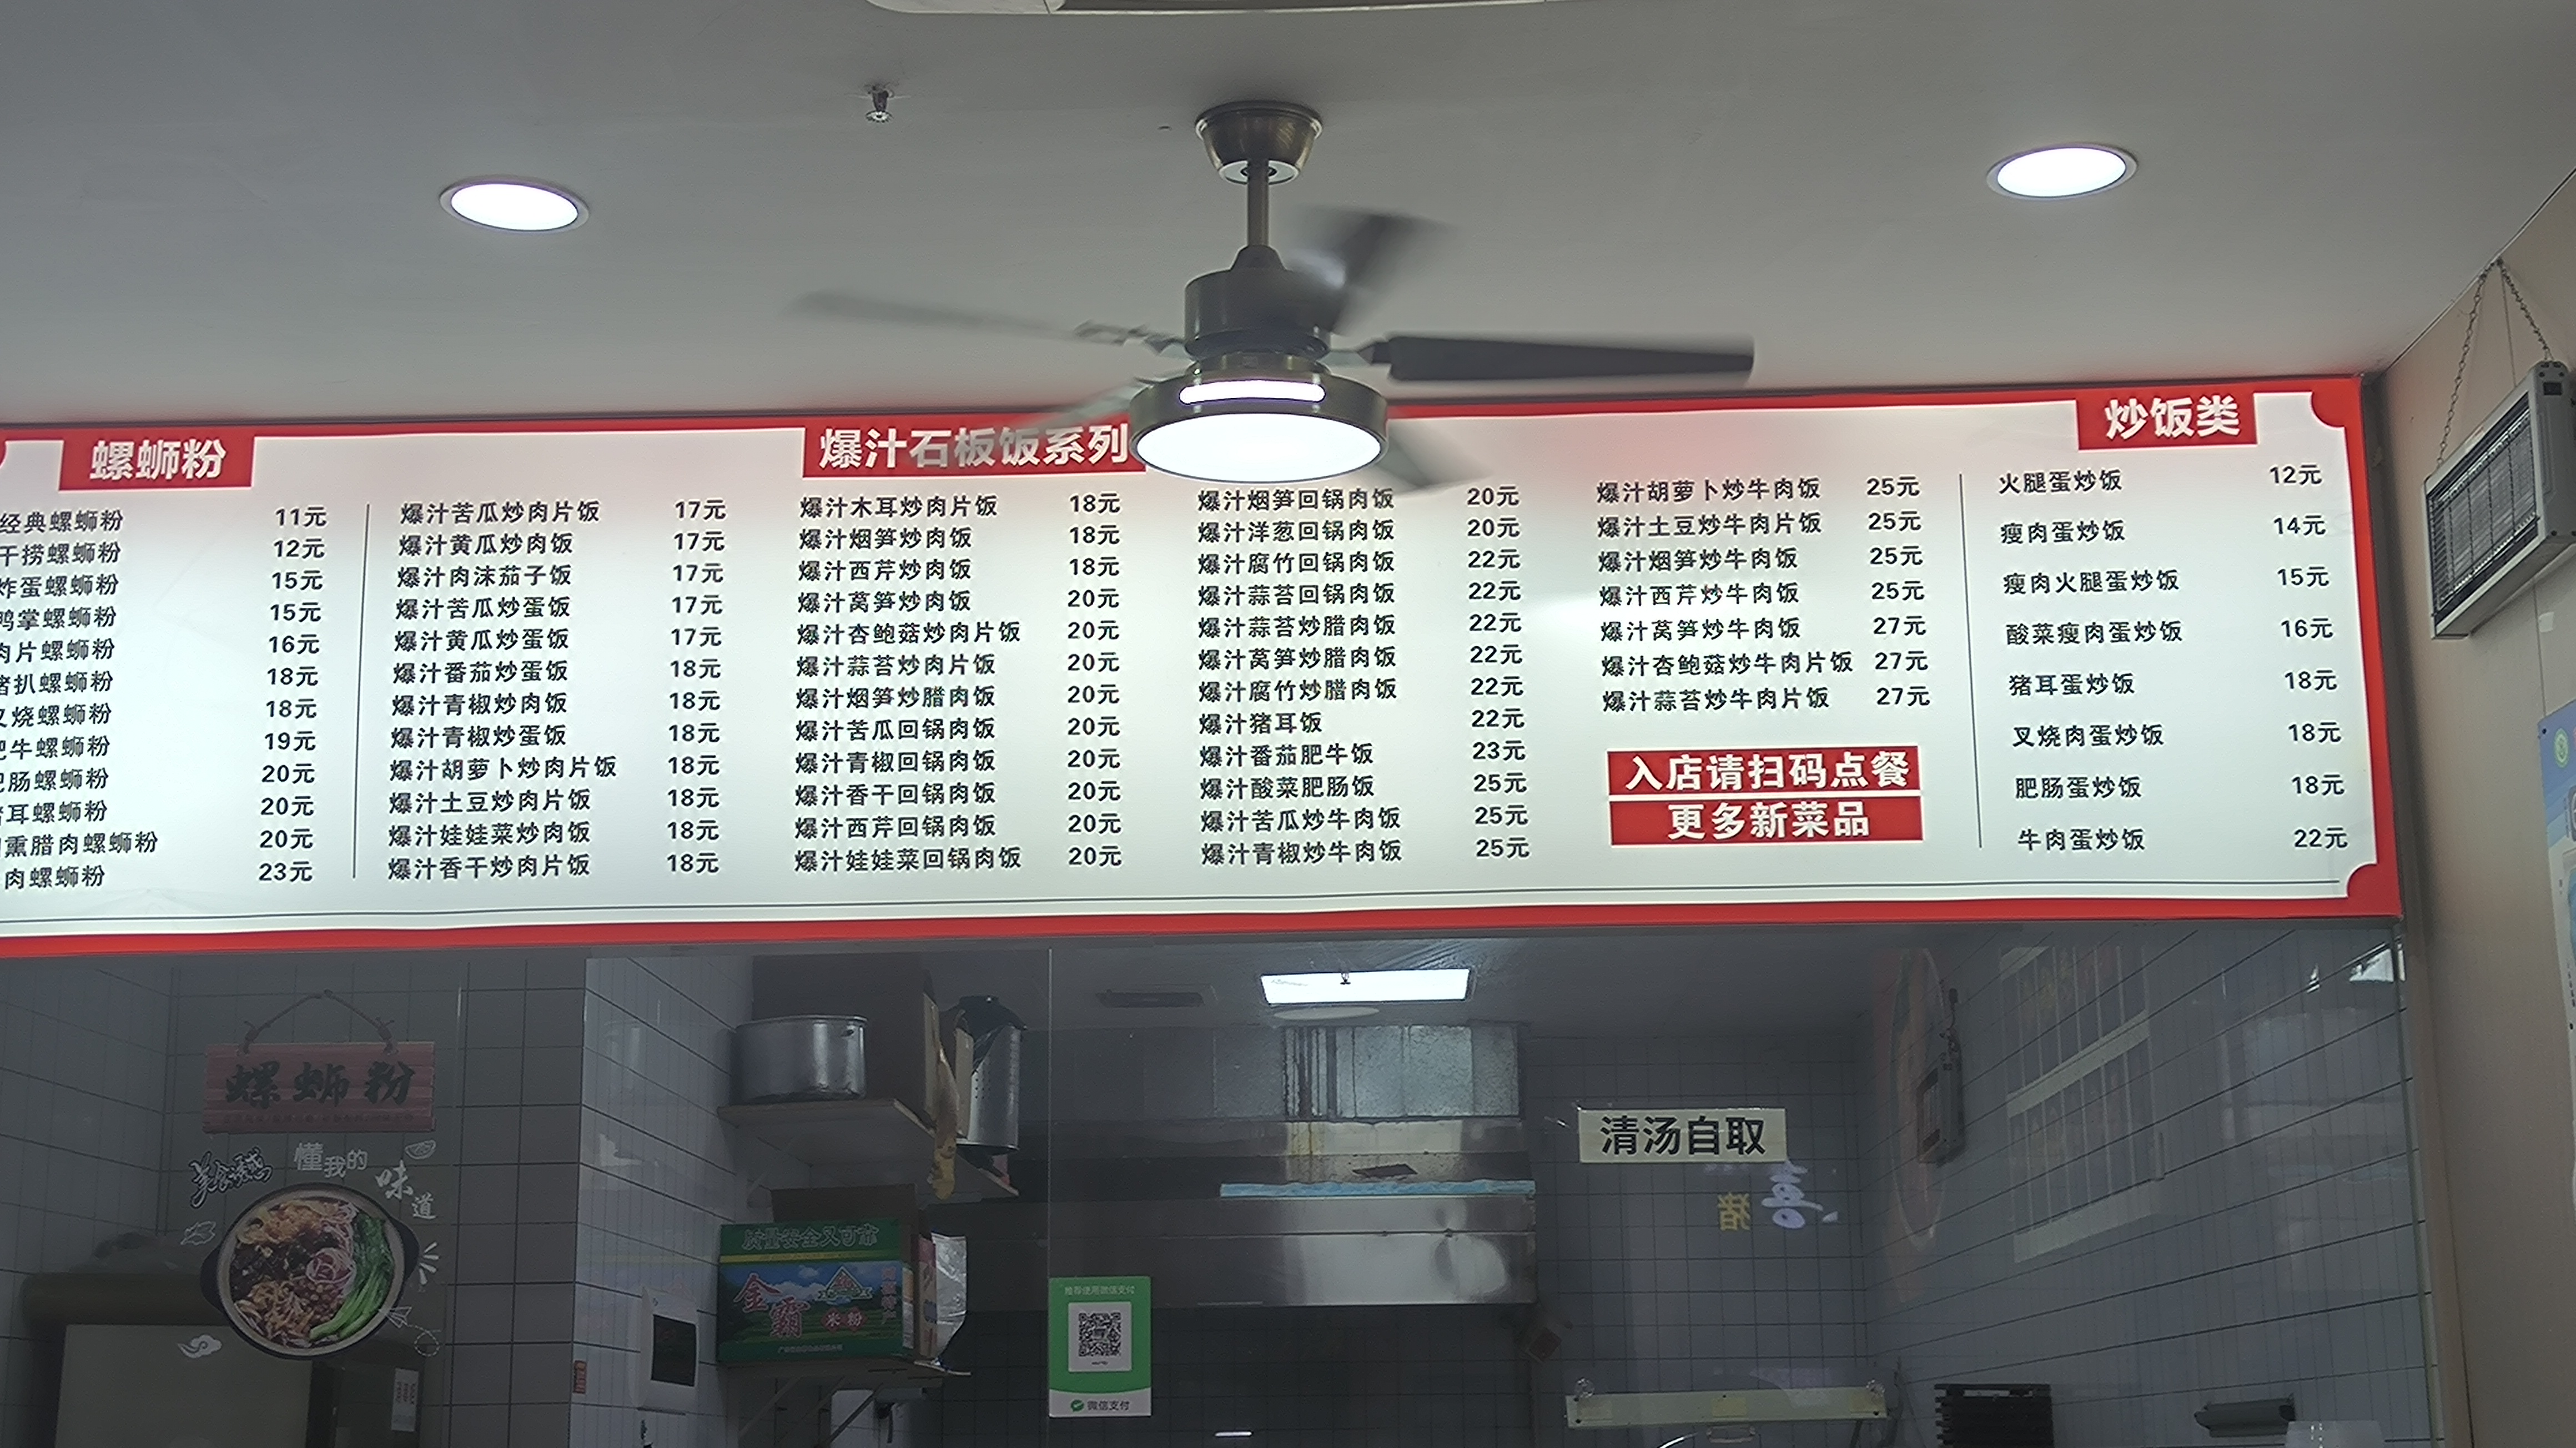 螺蛳粉
经典螺蛳粉 11元
干捞螺蛳粉 12元
炸蛋螺蛳粉 15元
鸭掌螺蛳粉 15元
肉片螺蛳粉 16元
猪扒螺蛳粉 18元
叉烧螺蛳粉 18元
肥牛螺蛳粉 19元
肥肠螺蛳粉 20元
猪耳螺蛳粉 20元
熏腊肉螺蛳粉 20元
肉螺蛳粉 23元
爆汁石板饭系列
爆汁苦瓜炒肉片饭 17元
爆汁黄瓜炒肉饭 17元
爆汁肉沫茄子饭 17元
爆汁苦瓜炒蛋饭 17元
爆汁黄瓜炒蛋饭 17元
爆汁番茄炒蛋饭 18元
爆汁青椒炒肉饭 18元
爆汁青椒炒蛋饭 18元
爆汁胡萝卜炒肉片饭 18元
爆汁土豆炒肉片饭 18元
爆汁娃娃菜炒肉饭 18元
爆汁香干炒肉片饭 18元
爆汁木耳炒肉片饭 18元
爆汁烟笋炒肉饭 18元
爆汁西芹炒肉饭 18元
爆汁莴笋炒肉饭 20元
爆汁杏鲍菇炒肉片饭 20元
爆汁蒜苔炒肉片饭 20元
爆汁烟笋炒腊肉饭 20元
爆汁苦瓜回锅肉饭 20元
爆汁青椒回锅肉饭 20元
爆汁香干回锅肉饭 20元
爆汁西芹回锅肉饭 20元
爆汁娃娃菜回锅肉饭 20元
爆汁烟笋回锅肉饭 20元
爆汁洋葱回锅肉饭 20元
爆汁腐竹回锅肉饭 22元
爆汁蒜苔回锅肉饭 22元
爆汁蒜苔炒腊肉饭 22元
爆汁莴笋炒腊肉饭 22元
爆汁腐竹炒腊肉饭 22元
爆汁猪耳饭 22元
爆汁番茄肥牛饭 23元
爆汁酸菜肥肠饭 25元
爆汁苦瓜炒牛肉饭 25元
爆汁青椒炒牛肉饭 25元
爆汁胡萝卜炒牛肉饭 25元
爆汁土豆炒牛肉片饭 25元
爆汁烟笋炒牛肉饭 25元
爆汁西芹炒牛肉饭 25元
爆汁莴笋炒牛肉饭 27元
爆汁杏鲍菇炒牛肉片饭 27元
爆汁蒜苔炒牛肉片饭 27元
入店请扫码点餐
更多新菜品
炒饭类
火腿蛋炒饭 12元
瘦肉蛋炒饭 14元
瘦肉火腿蛋炒饭 15元
酸菜瘦肉蛋炒饭 16元
猪耳蛋炒饭 18元
叉烧肉蛋炒饭 18元
肥肠蛋炒饭 18元
牛肉蛋炒饭 22元
螺蛳粉
美食诱惑
懂我的
味道
质量安全又可靠
金霸
米粉
推荐使用微信支付
微信支付
清汤自取